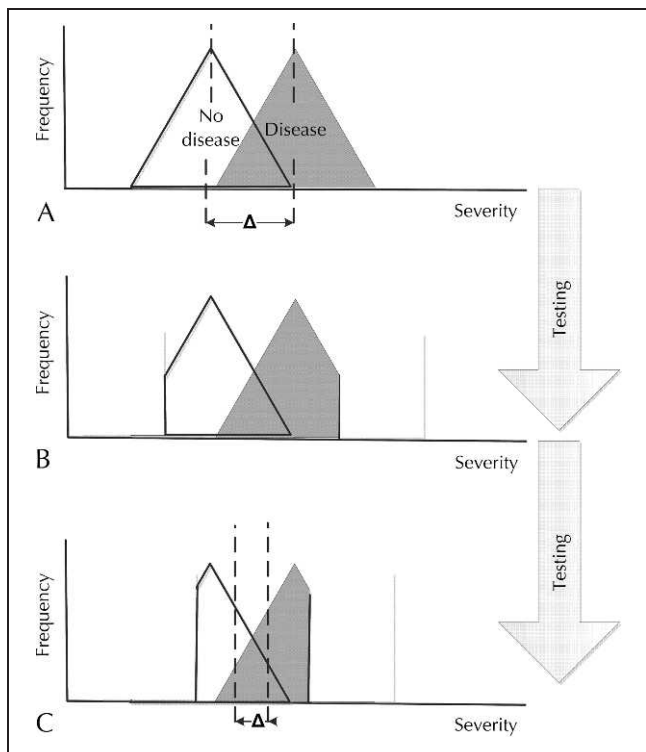 Frequency
No
disease
Disease
A
Severity
Δ
Testing
Frequency
B
Severity
Testing
Frequency
C
Δ
Severity